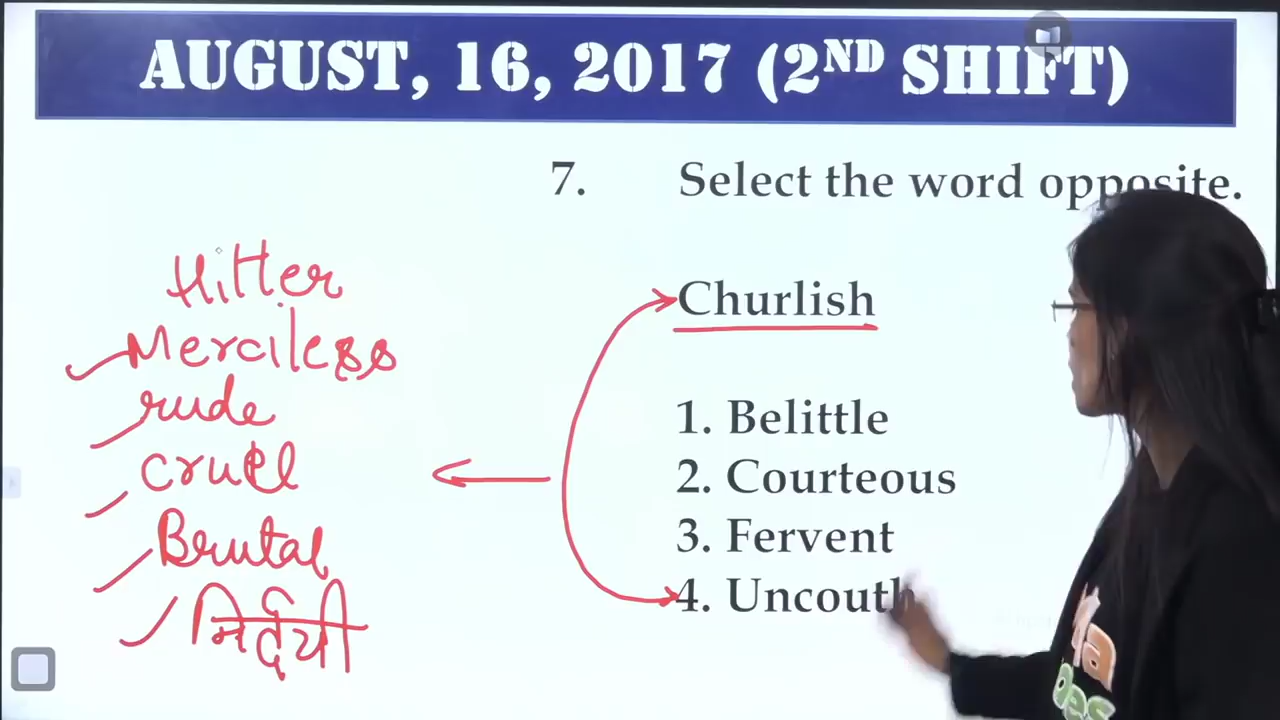 AUGUST, 16, 2017 (2ND SHIFT)
7. Select the word opposite.
Churlish
1. Belittle
2. Courteous
3. Fervent
4. Uncouth
Hitler
Merciless
rude
cruel
Brutal
निर्दयी